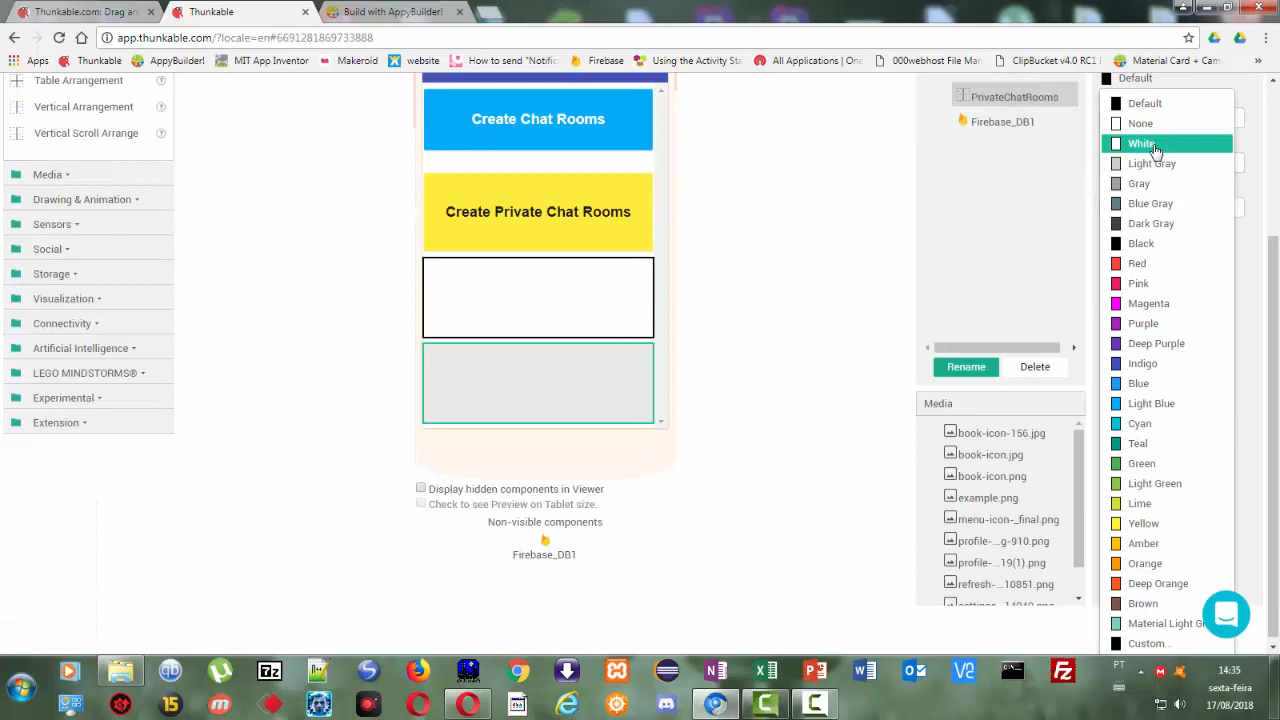 Thunkable.com: Drag an
Thunkable
Build with AppyBuilder!
app.thunkable.com/?locale=en#6691281869733888
Apps
Thunkable
AppyBuilder!
MIT App Inventor
Makeroid
website
How to send "Notific
Firebase
Using the Activity Sta
All Applications | One
000webhost File Man
ClipBucket v4.0 RC1
Material Card + Cam
»
Table Arrangement
Vertical Arrangement
Vertical Scroll Arrange
Media
Drawing & Animation
Sensors
Social
Storage
Visualization
Connectivity
Artificial Intelligence
LEGO MINDSTORMS®
Experimental
Extension
Create Chat Rooms
Create Private Chat Rooms
Display hidden components in Viewer
Check to see Preview on Tablet size.
Non-visible components
Firebase_DB1
PrivateChatRooms
Firebase_DB1
Rename
Delete
Media
book-icon-156.jpg
book-icon.jpg
book-icon.png
example.png
menu-icon-_final.png
profile-...g-910.png
profile-...19(1).png
refresh-...10851.png
Default
Default
None
White
Light Gray
Gray
Blue Gray
Dark Gray
Black
Red
Pink
Magenta
Purple
Deep Purple
Indigo
Blue
Light Blue
Cyan
Teal
Green
Light Green
Lime
Yellow
Amber
Orange
Deep Orange
Brown
Material Light Gr
Custom...
PT
14:35
sexta-feira
17/08/2018